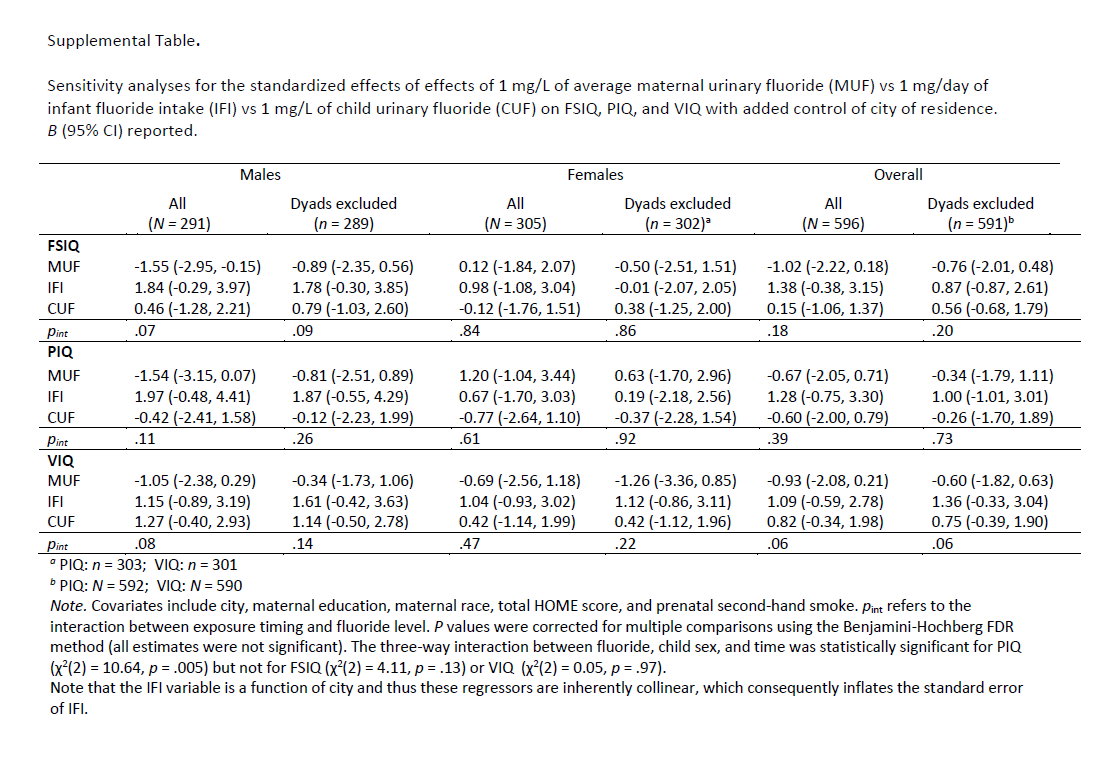 Supplemental Table.
Sensitivity analyses for the standardized effects of effects of 1 mg/L of average maternal urinary fluoride (MUF) vs 1 mg/day of
infant fluoride intake (IFI) vs 1 mg/L of child urinary fluoride (CUF) on FSIQ, PIQ, and VIQ with added control of city of residence.
B (95% CI) reported.
Males Females Overall
All Dyads excluded All Dyads excluded All Dyads excluded
(N = 291) (n = 289) (N = 305) (n = 302)ᵃ (N = 596) (n = 591)ᵇ
FSIQ
MUF -1.55 (-2.95, -0.15) -0.89 (-2.35, 0.56) 0.12 (-1.84, 2.07) -0.50 (-2.51, 1.51) -1.02 (-2.22, 0.18) -0.76 (-2.01, 0.48)
IFI 1.84 (-0.29, 3.97) 1.78 (-0.30, 3.85) 0.98 (-1.08, 3.04) -0.01 (-2.07, 2.05) 1.38 (-0.38, 3.15) 0.87 (-0.87, 2.61)
CUF 0.46 (-1.28, 2.21) 0.79 (-1.03, 2.60) -0.12 (-1.76, 1.51) 0.38 (-1.25, 2.00) 0.15 (-1.06, 1.37) 0.56 (-0.68, 1.79)
pint .07 .09 .84 .86 .18 .20
PIQ
MUF -1.54 (-3.15, 0.07) -0.81 (-2.51, 0.89) 1.20 (-1.04, 3.44) 0.63 (-1.70, 2.96) -0.67 (-2.05, 0.71) -0.34 (-1.79, 1.11)
IFI 1.97 (-0.48, 4.41) 1.87 (-0.55, 4.29) 0.67 (-1.70, 3.03) 0.19 (-2.18, 2.56) 1.28 (-0.75, 3.30) 1.00 (-1.01, 3.01)
CUF -0.42 (-2.41, 1.58) -0.12 (-2.23, 1.99) -0.77 (-2.64, 1.10) -0.37 (-2.28, 1.54) -0.60 (-2.00, 0.79) -0.26 (-1.70, 1.89)
pint .11 .26 .61 .92 .39 .73
VIQ
MUF -1.05 (-2.38, 0.29) -0.34 (-1.73, 1.06) -0.69 (-2.56, 1.18) -1.26 (-3.36, 0.85) -0.93 (-2.08, 0.21) -0.60 (-1.82, 0.63)
IFI 1.15 (-0.89, 3.19) 1.61 (-0.42, 3.63) 1.04 (-0.93, 3.02) 1.12 (-0.86, 3.11) 1.09 (-0.59, 2.78) 1.36 (-0.33, 3.04)
CUF 1.27 (-0.40, 2.93) 1.14 (-0.50, 2.78) 0.42 (-1.14, 1.99) 0.42 (-1.12, 1.96) 0.82 (-0.34, 1.98) 0.75 (-0.39, 1.90)
pint .08 .14 .47 .22 .06 .06
ᵃ PIQ: n = 303; VIQ: n = 301
ᵇ PIQ: N = 592; VIQ: N = 590
Note. Covariates include city, maternal education, maternal race, total HOME score, and prenatal second-hand smoke. pint refers to the
interaction between exposure timing and fluoride level. P values were corrected for multiple comparisons using the Benjamini-Hochberg FDR
method (all estimates were not significant). The three-way interaction between fluoride, child sex, and time was statistically significant for PIQ
(χ²(2) = 10.64, p = .005) but not for FSIQ (χ²(2) = 4.11, p = .13) or VIQ (χ²(2) = 0.05, p = .97).
Note that the IFI variable is a function of city and thus these regressors are inherently collinear, which consequently inflates the standard error
of IFI.